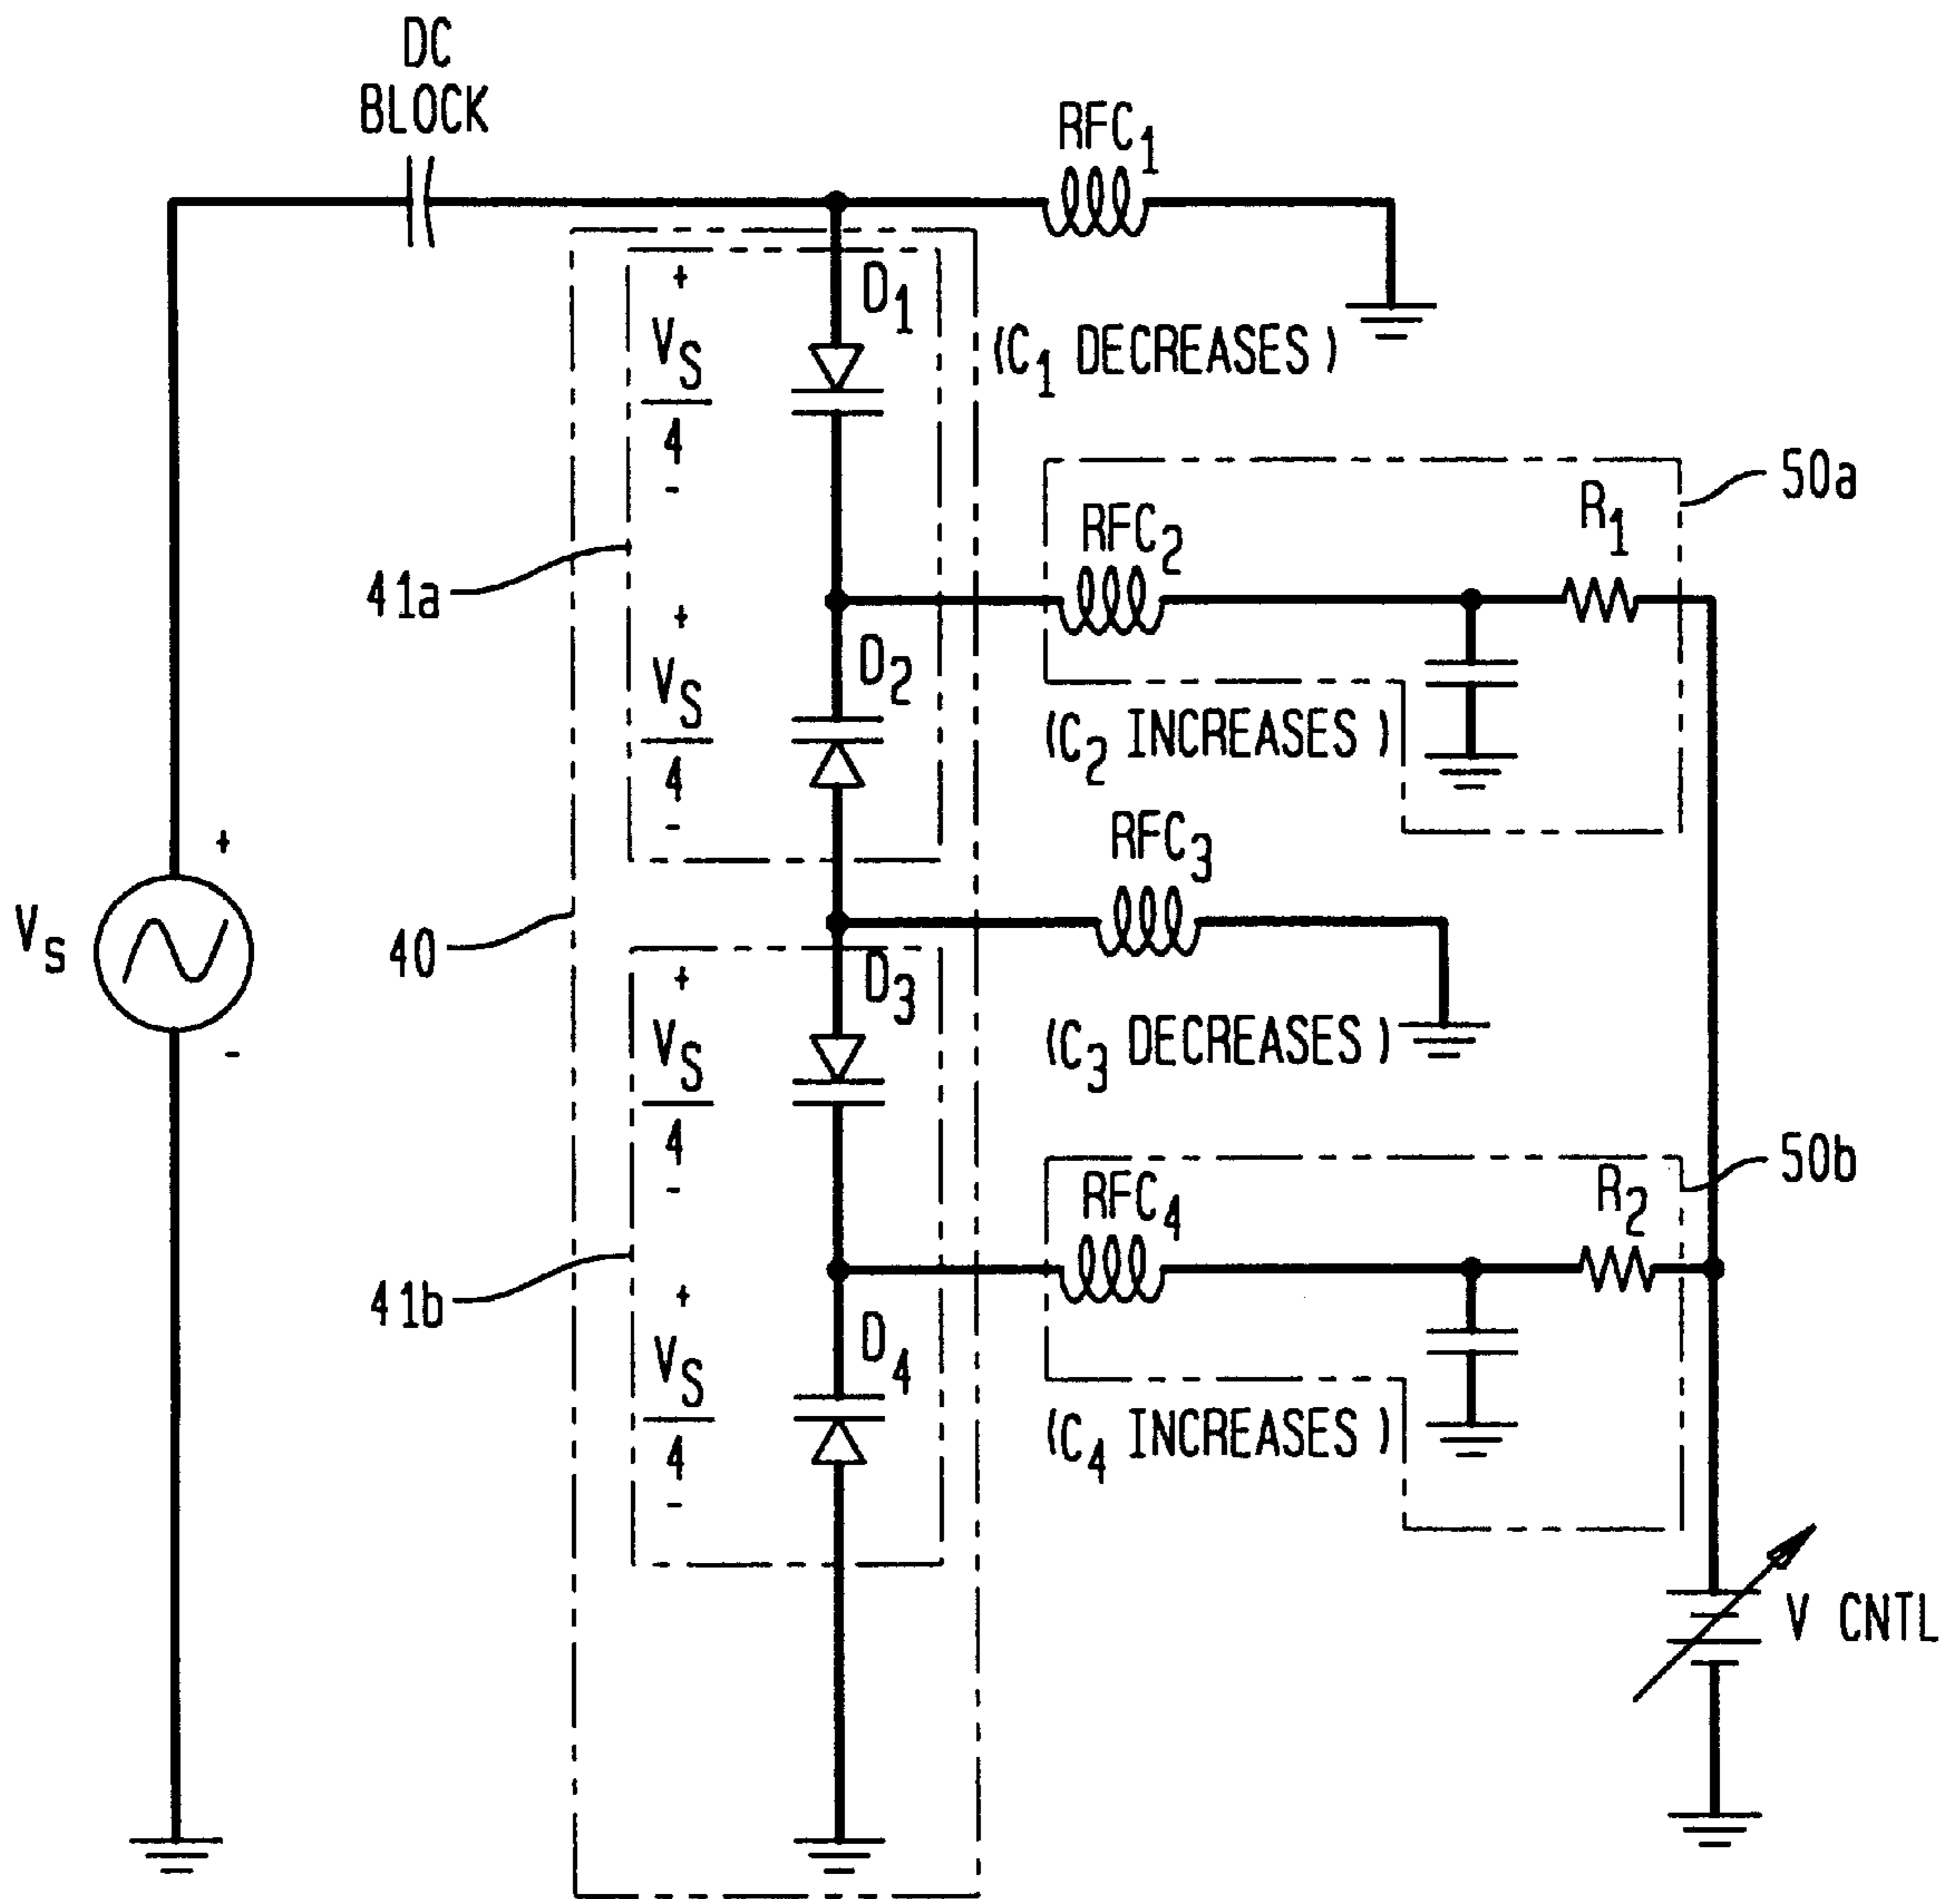 DC
BLOCK
RFC1
+
D1
VS
4
-
(C1 DECREASES)
50a
R1
RFC2
41a
+
D2
VS
4
-
(C2 INCREASES)
RFC3
+
Vs
-
40
+
D3
VS
4
-
(C3 DECREASES)
50b
R2
RFC4
41b
+
D4
VS
4
-
(C4 INCREASES)
V CNTL